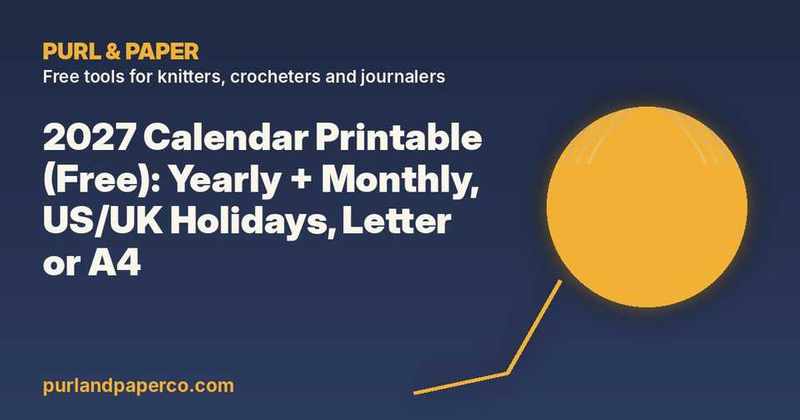 PURL & PAPER
Free tools for knitters, crocheters and journalers
2027 Calendar Printable
(Free): Yearly + Monthly,
US/UK Holidays, Letter
or A4
purlandpaperco.com